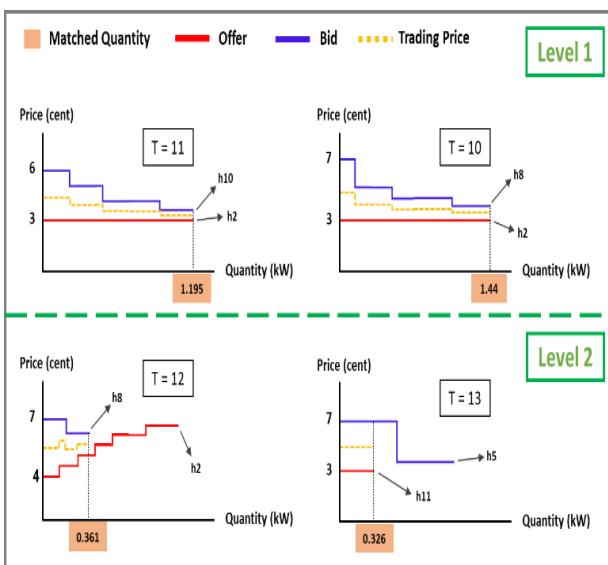 Matched Quantity Offer Bid Trading Price
Level 1
Price (cent)
T = 11
6
3
h10
h2
Quantity (kW)
1.195
Price (cent)
T = 10
7
3
h8
h2
Quantity (kW)
1.44
Level 2
Price (cent)
T = 12
7
4
h8
h2
Quantity (kW)
0.361
Price (cent)
T = 13
7
3
h5
h11
Quantity (kW)
0.326